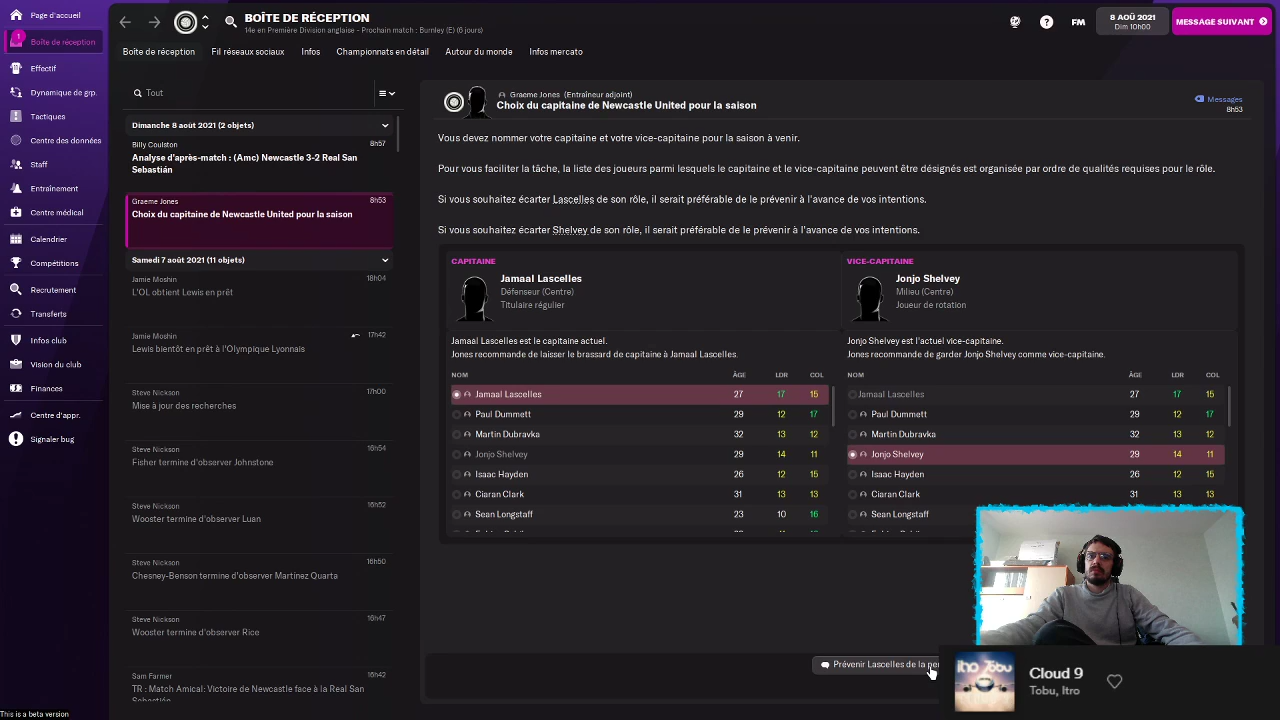 Page d'accueil
1
Boîte de réception
Effectif
Dynamique de grp.
Tactiques
Centre des données
Staff
Entraînement
Centre médical
Calendrier
Compétitions
Recrutement
Transferts
Infos club
Vision du club
Finances
Centre d'appr.
Signaler bug
This is a beta version
BOÎTE DE RÉCEPTION
14e en Première Division anglaise - Prochain match : Burnley (E) (6 jours)
FM
8 AOÛ 2021
Dim 10h00
MESSAGE SUIVANT
Boîte de réception
Fil réseaux sociaux
Infos
Championnats en détail
Autour du monde
Infos mercato
Tout
Dimanche 8 août 2021 (2 objets)
Billy Coulston 8h57
Analyse d'après-match : (Amc) Newcastle 3-2 Real San
Sebastián
Graeme Jones 8h53
Choix du capitaine de Newcastle United pour la saison
Samedi 7 août 2021 (11 objets)
Jamie Moshin 18h04
L'OL obtient Lewis en prêt
Jamie Moshin 17h42
Lewis bientôt en prêt à l'Olympique Lyonnais
Steve Nickson 17h00
Mise à jour des recherches
Steve Nickson 16h54
Fisher termine d'observer Johnstone
Steve Nickson 16h52
Wooster termine d'observer Luan
Steve Nickson 16h50
Chesney-Benson termine d'observer Martínez Quarta
Steve Nickson 16h47
Wooster termine d'observer Rice
Sam Farmer 16h42
TR : Match Amical: Victoire de Newcastle face à la Real San
Sebastián
Graeme Jones (Entraîneur adjoint)
Choix du capitaine de Newcastle United pour la saison
Messages
8h53
Vous devez nommer votre capitaine et votre vice-capitaine pour la saison à venir.
Pour vous faciliter la tâche, la liste des joueurs parmi lesquels le capitaine et le vice-capitaine peuvent être désignés est organisée par ordre de qualités requises pour le rôle.
Si vous souhaitez écarter Lascelles de son rôle, il serait préférable de le prévenir à l'avance de vos intentions.
Si vous souhaitez écarter Shelvey de son rôle, il serait préférable de le prévenir à l'avance de vos intentions.
CAPITAINE
Jamaal Lascelles
Défenseur (Centre)
Titulaire régulier
Jamaal Lascelles est le capitaine actuel.
Jones recommande de laisser le brassard de capitaine à Jamaal Lascelles.
NOM ÂGE LDR COL
Jamaal Lascelles 27 17 15
Paul Dummett 29 12 17
Martin Dubravka 32 13 12
Jonjo Shelvey 29 14 11
Isaac Hayden 26 12 15
Ciaran Clark 31 13 13
Sean Longstaff 23 10 16
VICE-CAPITAINE
Jonjo Shelvey
Milieu (Centre)
Joueur de rotation
Jonjo Shelvey est l'actuel vice-capitaine.
Jones recommande de garder Jonjo Shelvey comme vice-capitaine.
NOM ÂGE LDR COL
Jamaal Lascelles 27 17 15
Paul Dummett 29 12 17
Martin Dubravka 32 13 12
Jonjo Shelvey 29 14 11
Isaac Hayden 26 12 15
Ciaran Clark 31 13 13
Sean Longstaff
Prévenir Lascelles de la
itro Tobu
Cloud 9
Tobu, Itro